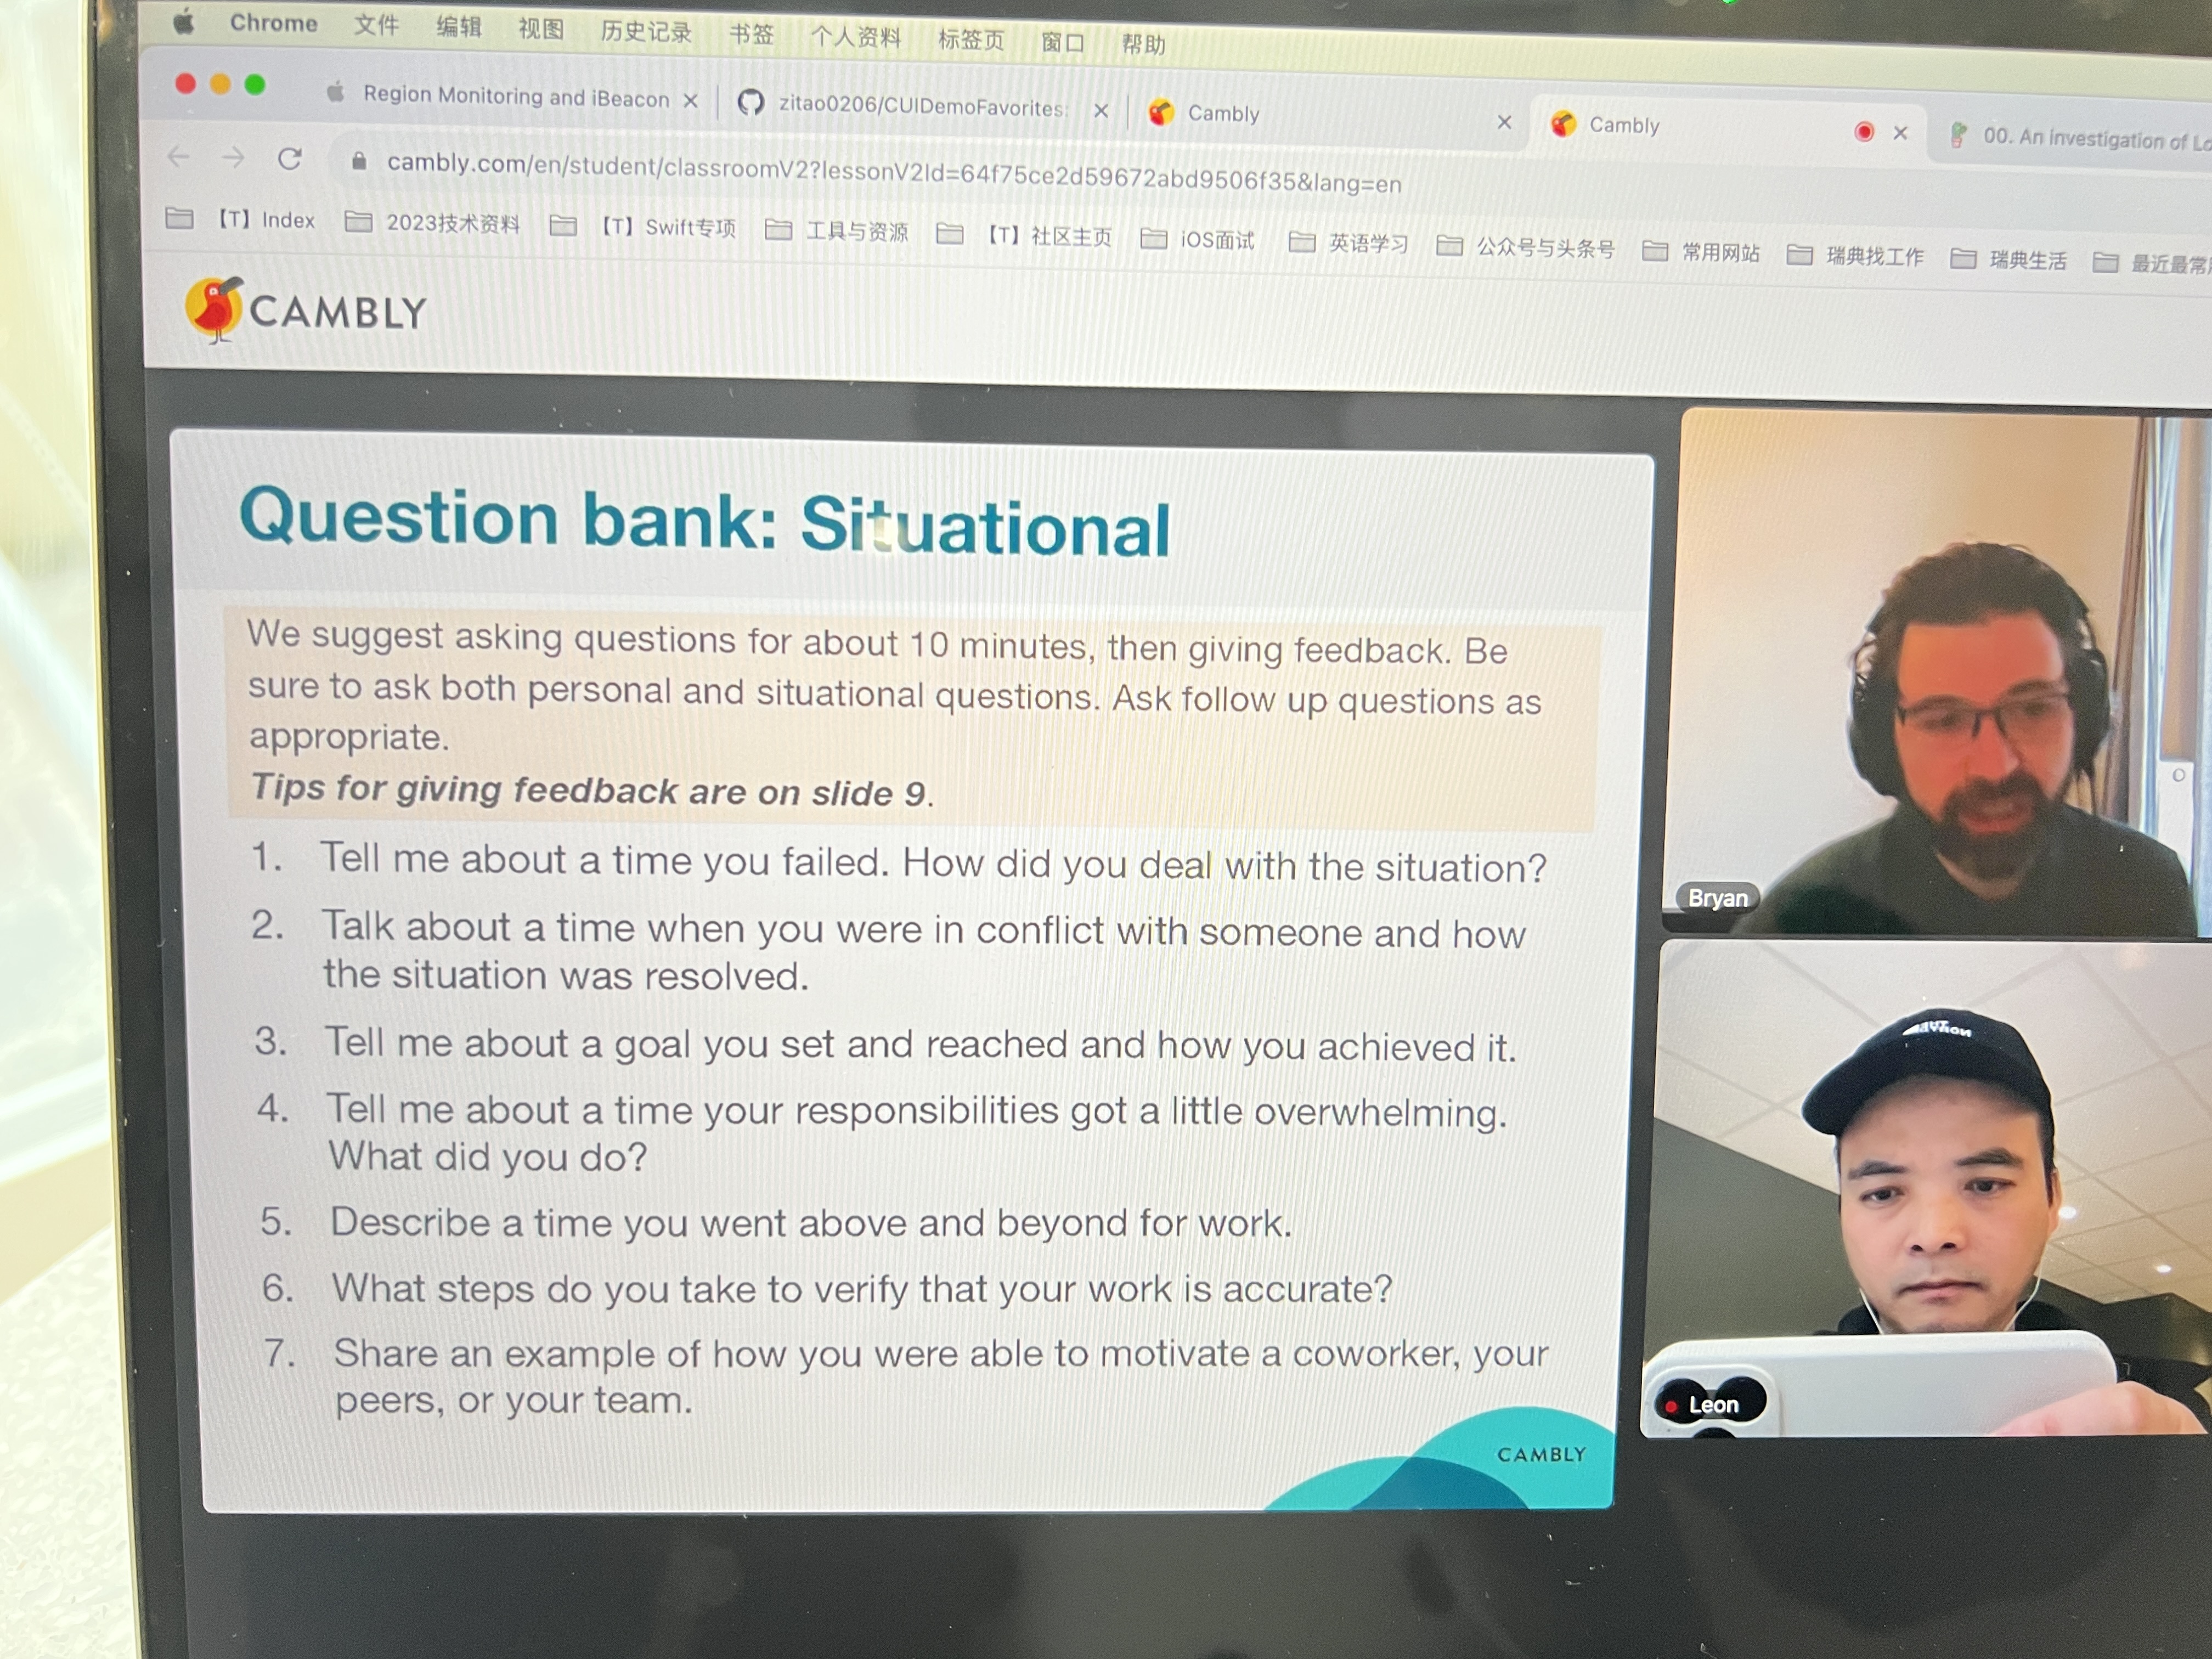 Chrome 文件 编辑 视图 历史记录 书签 个人资料 标签页 窗口 帮助
Region Monitoring and iBeacon
zitao0206/CUIDemoFavorites:
Cambly
Cambly
00. An investigation of Lo
cambly.com/en/student/classroomV2?lessonV2Id=64f75ce2d59672abd9506f35&lang=en
【T】Index 2023技术资料 【T】Swift专项 工具与资源 【T】社区主页 iOS面试 英语学习 公众号与头条号 常用网站 瑞典找工作 瑞典生活 最近最常
CAMBLY
Question bank: Situational
We suggest asking questions for about 10 minutes, then giving feedback. Be
sure to ask both personal and situational questions. Ask follow up questions as
appropriate.
Tips for giving feedback are on slide 9.
1. Tell me about a time you failed. How did you deal with the situation?
2. Talk about a time when you were in conflict with someone and how
the situation was resolved.
3. Tell me about a goal you set and reached and how you achieved it.
4. Tell me about a time your responsibilities got a little overwhelming.
What did you do?
5. Describe a time you went above and beyond for work.
6. What steps do you take to verify that your work is accurate?
7. Share an example of how you were able to motivate a coworker, your
peers, or your team.
CAMBLY
Bryan
Leon